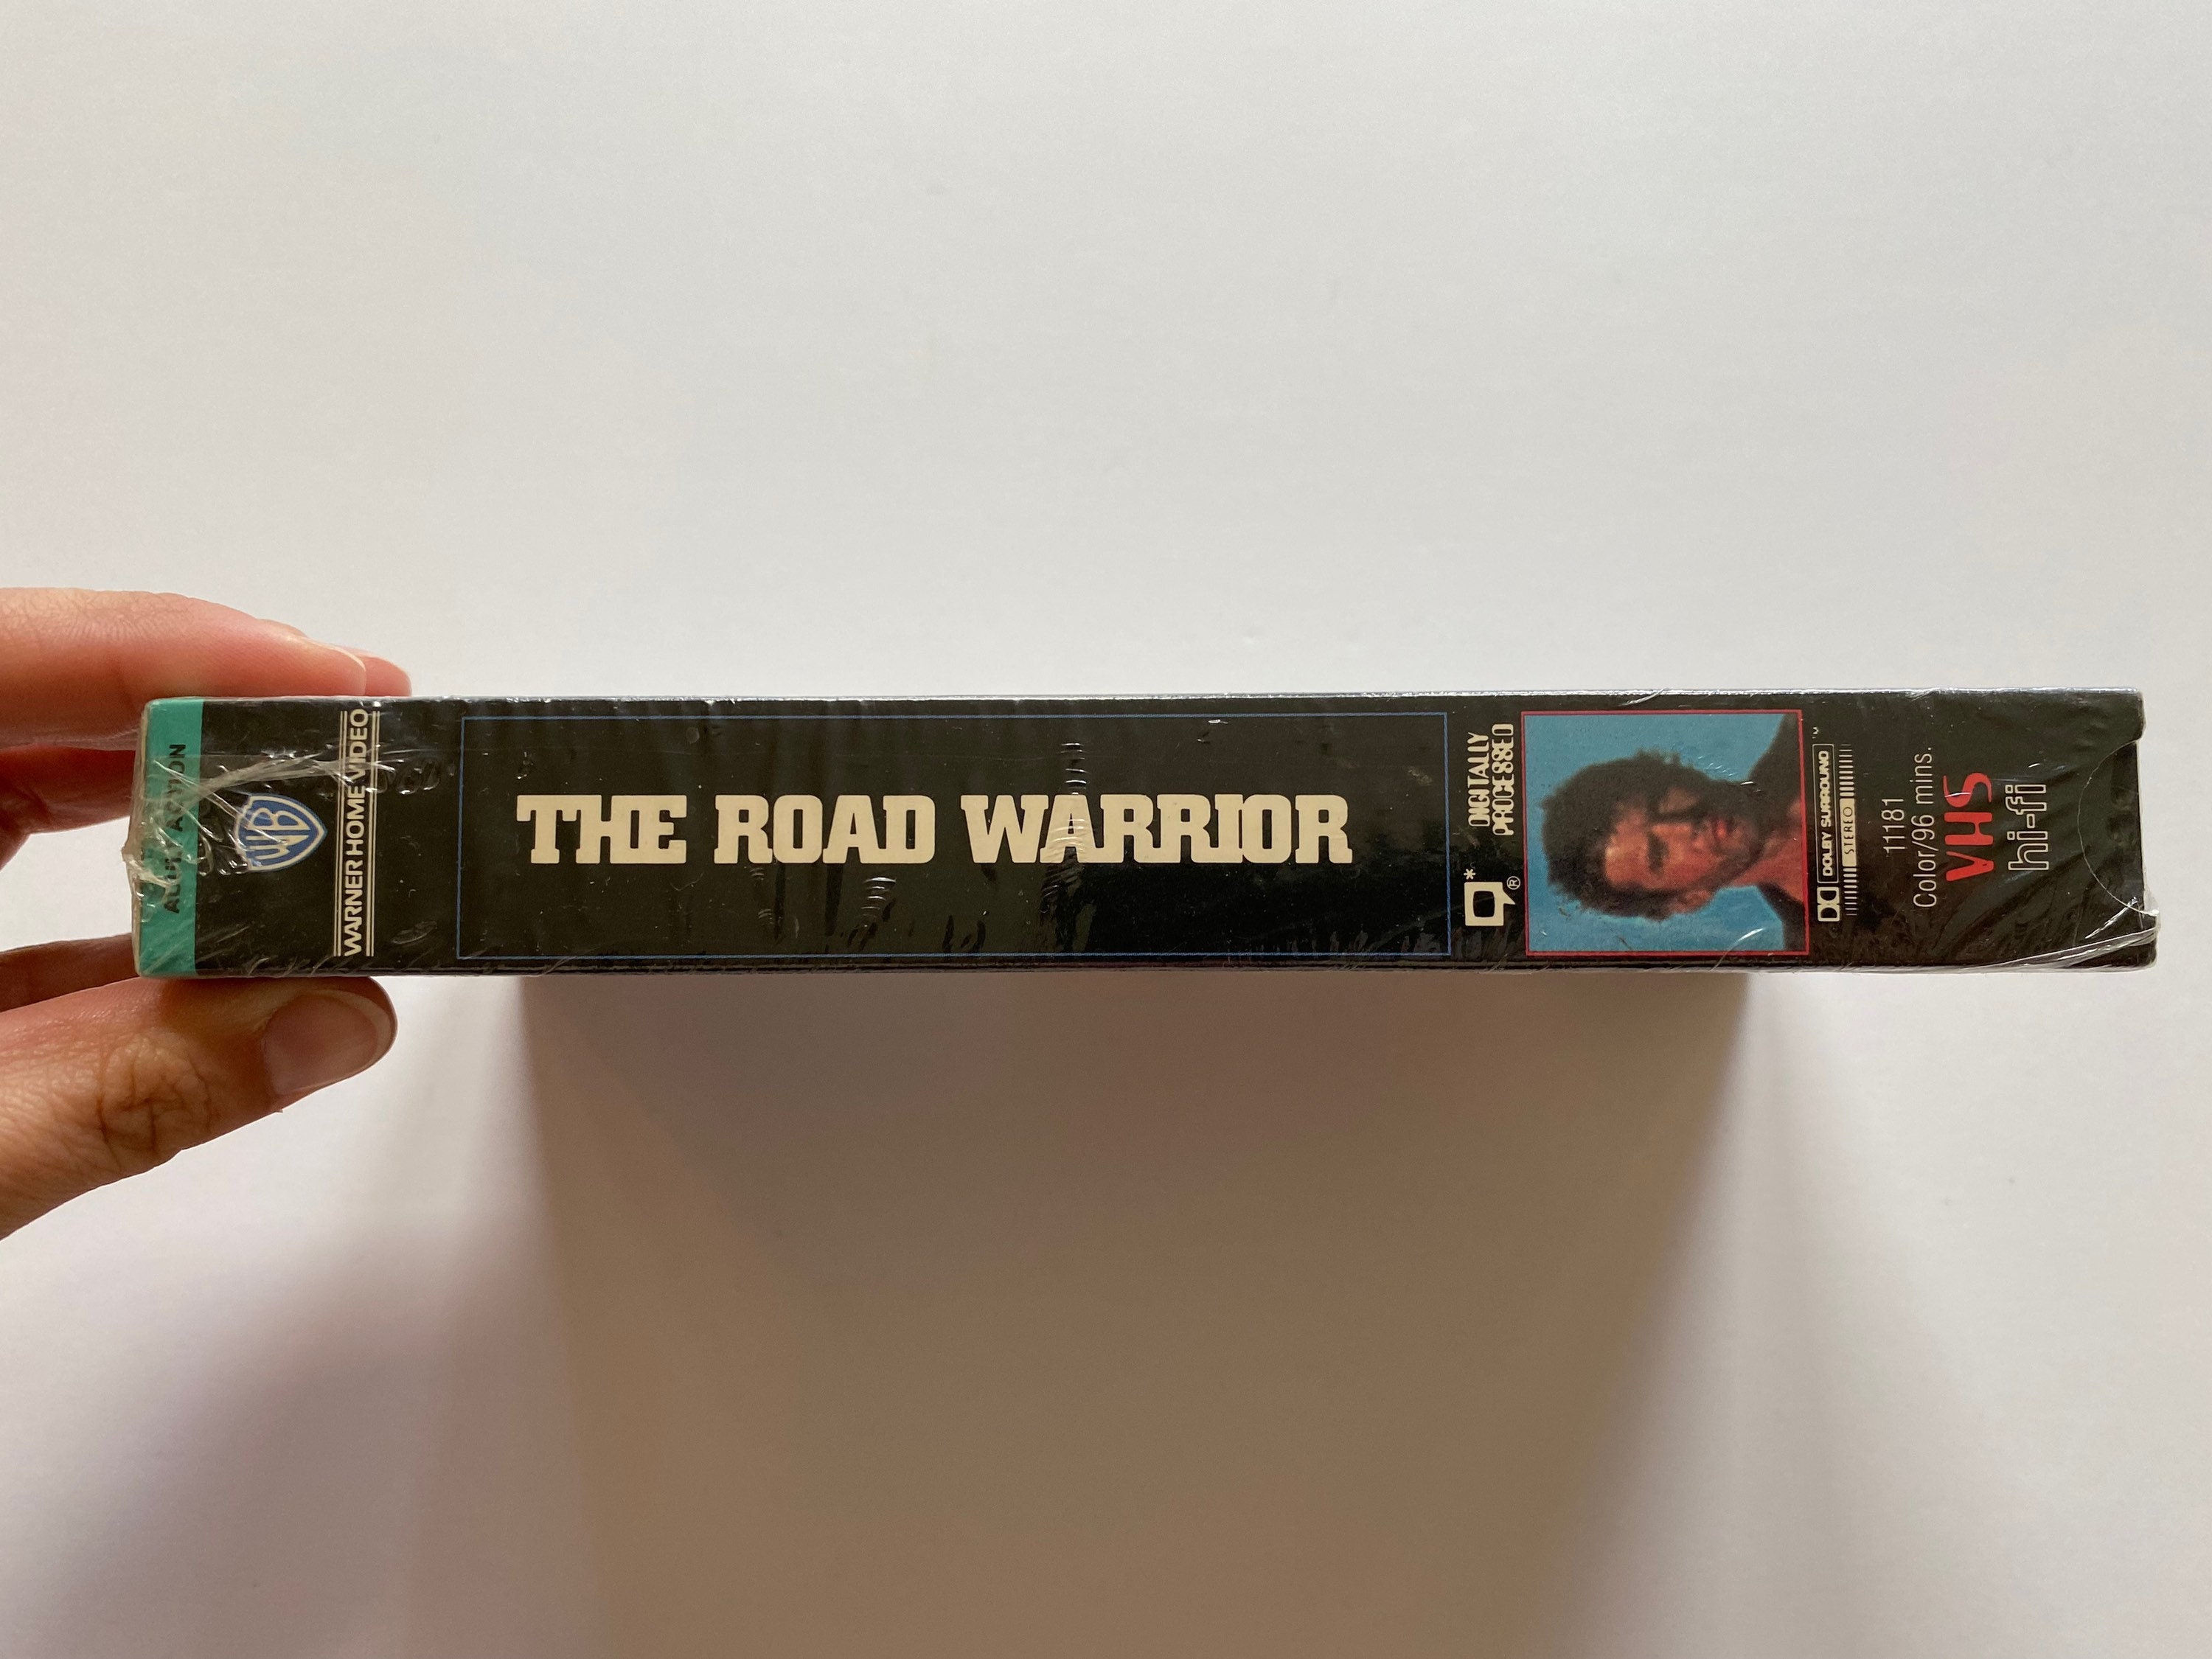 ADULT ACTION
WB
WARNER HOME VIDEO
THE ROAD WARRIOR
DIGITALLY
PROCESSED
*
®
DOLBY SURROUND
STEREO
11181
Color/96 mins.
VHS
hi-fi